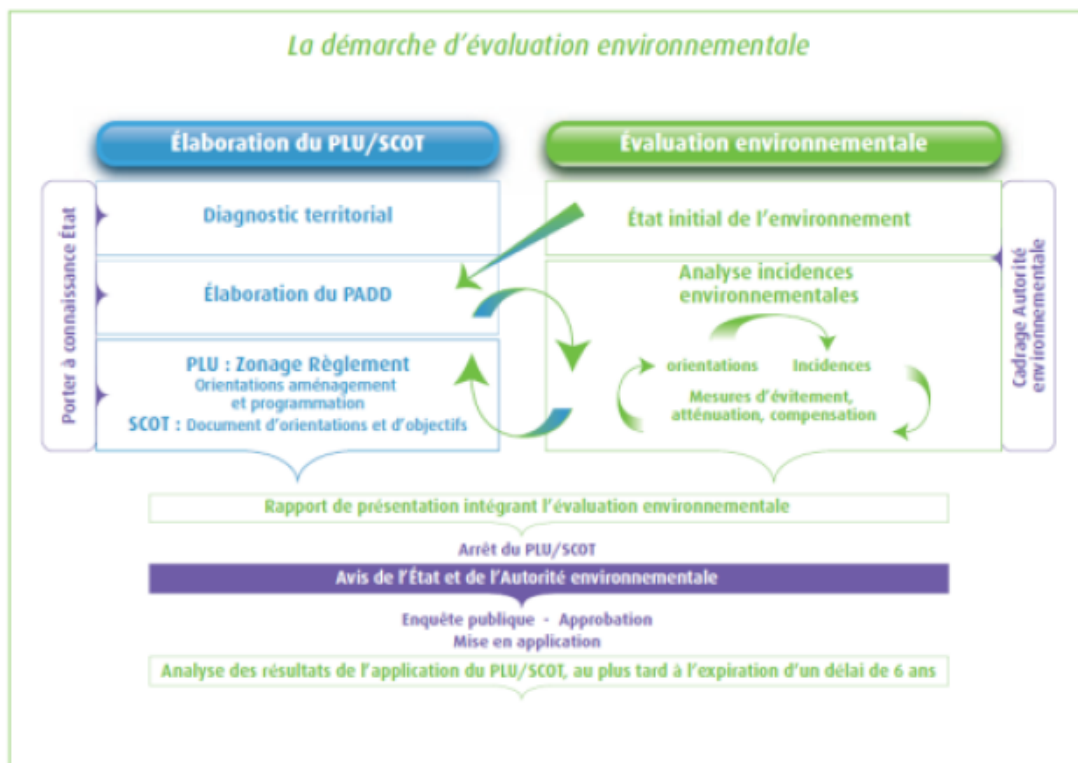 La démarche d'évaluation environnementale
Élaboration du PLU/SCOT
Évaluation environnementale
Porter à connaissance État
Diagnostic territorial
État initial de l'environnement
Cadrage Autorité
environnementale
Élaboration du PADD
Analyse incidences
environnementales
PLU : Zonage Règlement
Orientations aménagement
et programmation
SCOT : Document d'orientations et d'objectifs
orientations
Incidences
Mesures d'évitement,
atténuation, compensation
Rapport de présentation intégrant l'évaluation environnementale
Arrêt du PLU/SCOT
Avis de l'État et de l'Autorité environnementale
Enquête publique - Approbation
Mise en application
Analyse des résultats de l'application du PLU/SCOT, au plus tard à l'expiration d'un délai de 6 ans